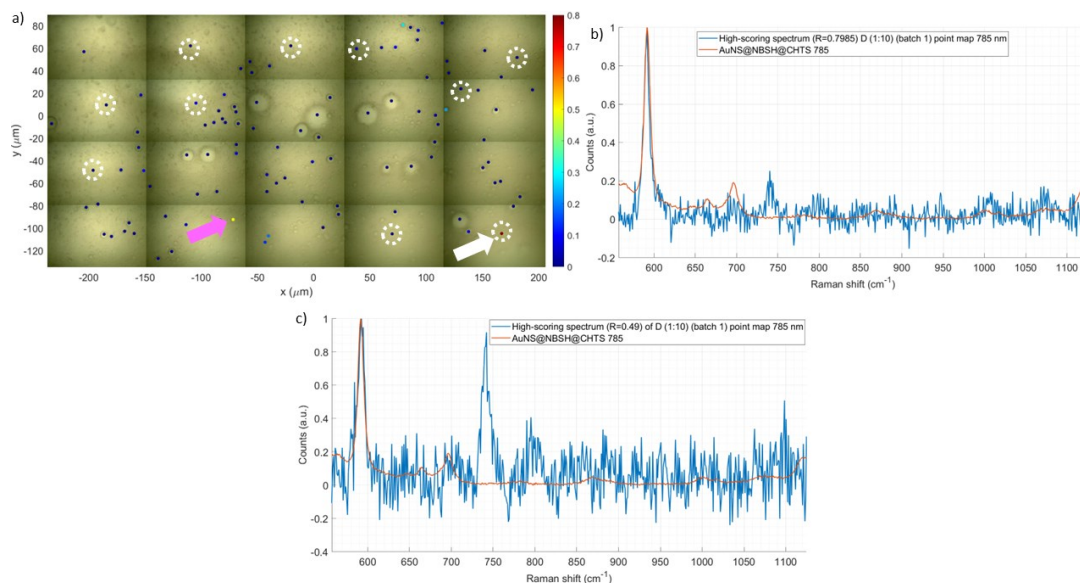 a)
80
60
40
20
0
-20
-40
-60
-80
-100
-120
y (μm)
-200 -150 -100 -50 0 50 100 150 200
x (μm)
0.8
0.7
0.6
0.5
0.4
0.3
0.2
0.1
0
b)
High-scoring spectrum (R=0.7985) D (1:10) (batch 1) point map 785 nm
AuNS@NBSH@CHTS 785
1
0.8
0.6
0.4
0.2
0
-0.2
Counts (a.u.)
600 650 700 750 800 850 900 950 1000 1050 1100
Raman shift (cm-1)
c)
High-scoring spectrum (R=0.49) of D (1:10) (batch 1) point map 785 nm
AuNS@NBSH@CHTS 785
1
0.8
0.6
0.4
0.2
0
-0.2
-0.4
Counts (a.u.)
600 650 700 750 800 850 900 950 1000 1050 1100
Raman shift (cm-1)